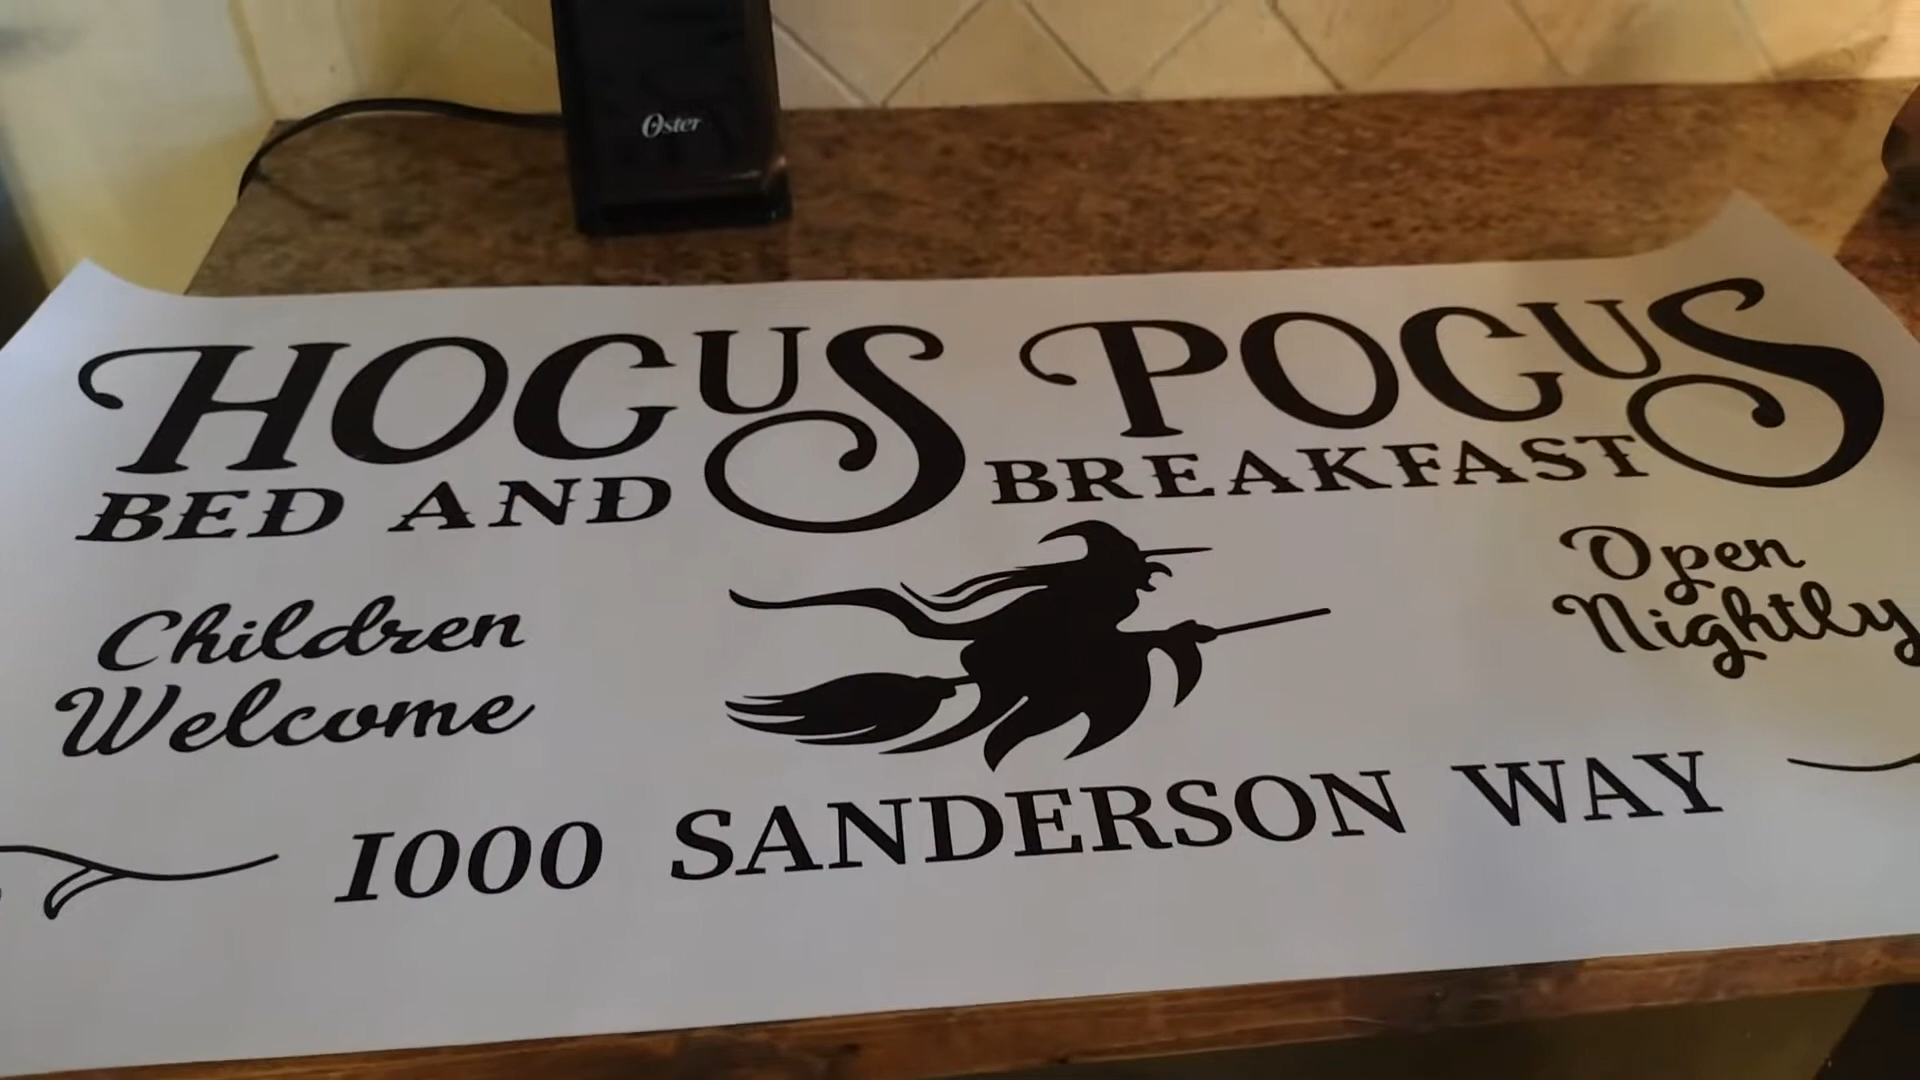 Oster
HOCUS POCUS
BED AND BREAKFAST
Children
Welcome
Open
Nightly
1000 SANDERSON WAY